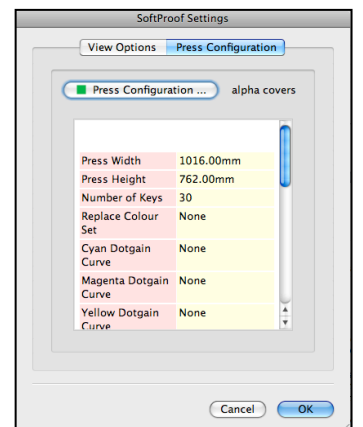 SoftProof Settings
View Options Press Configuration
Press Configuration ... alpha covers
Press Width 1016.00mm
Press Height 762.00mm
Number of Keys 30
Replace Colour None
Set
Cyan Dotgain None
Curve
Magenta Dotgain None
Curve
Yellow Dotgain None
Curve
Cancel OK